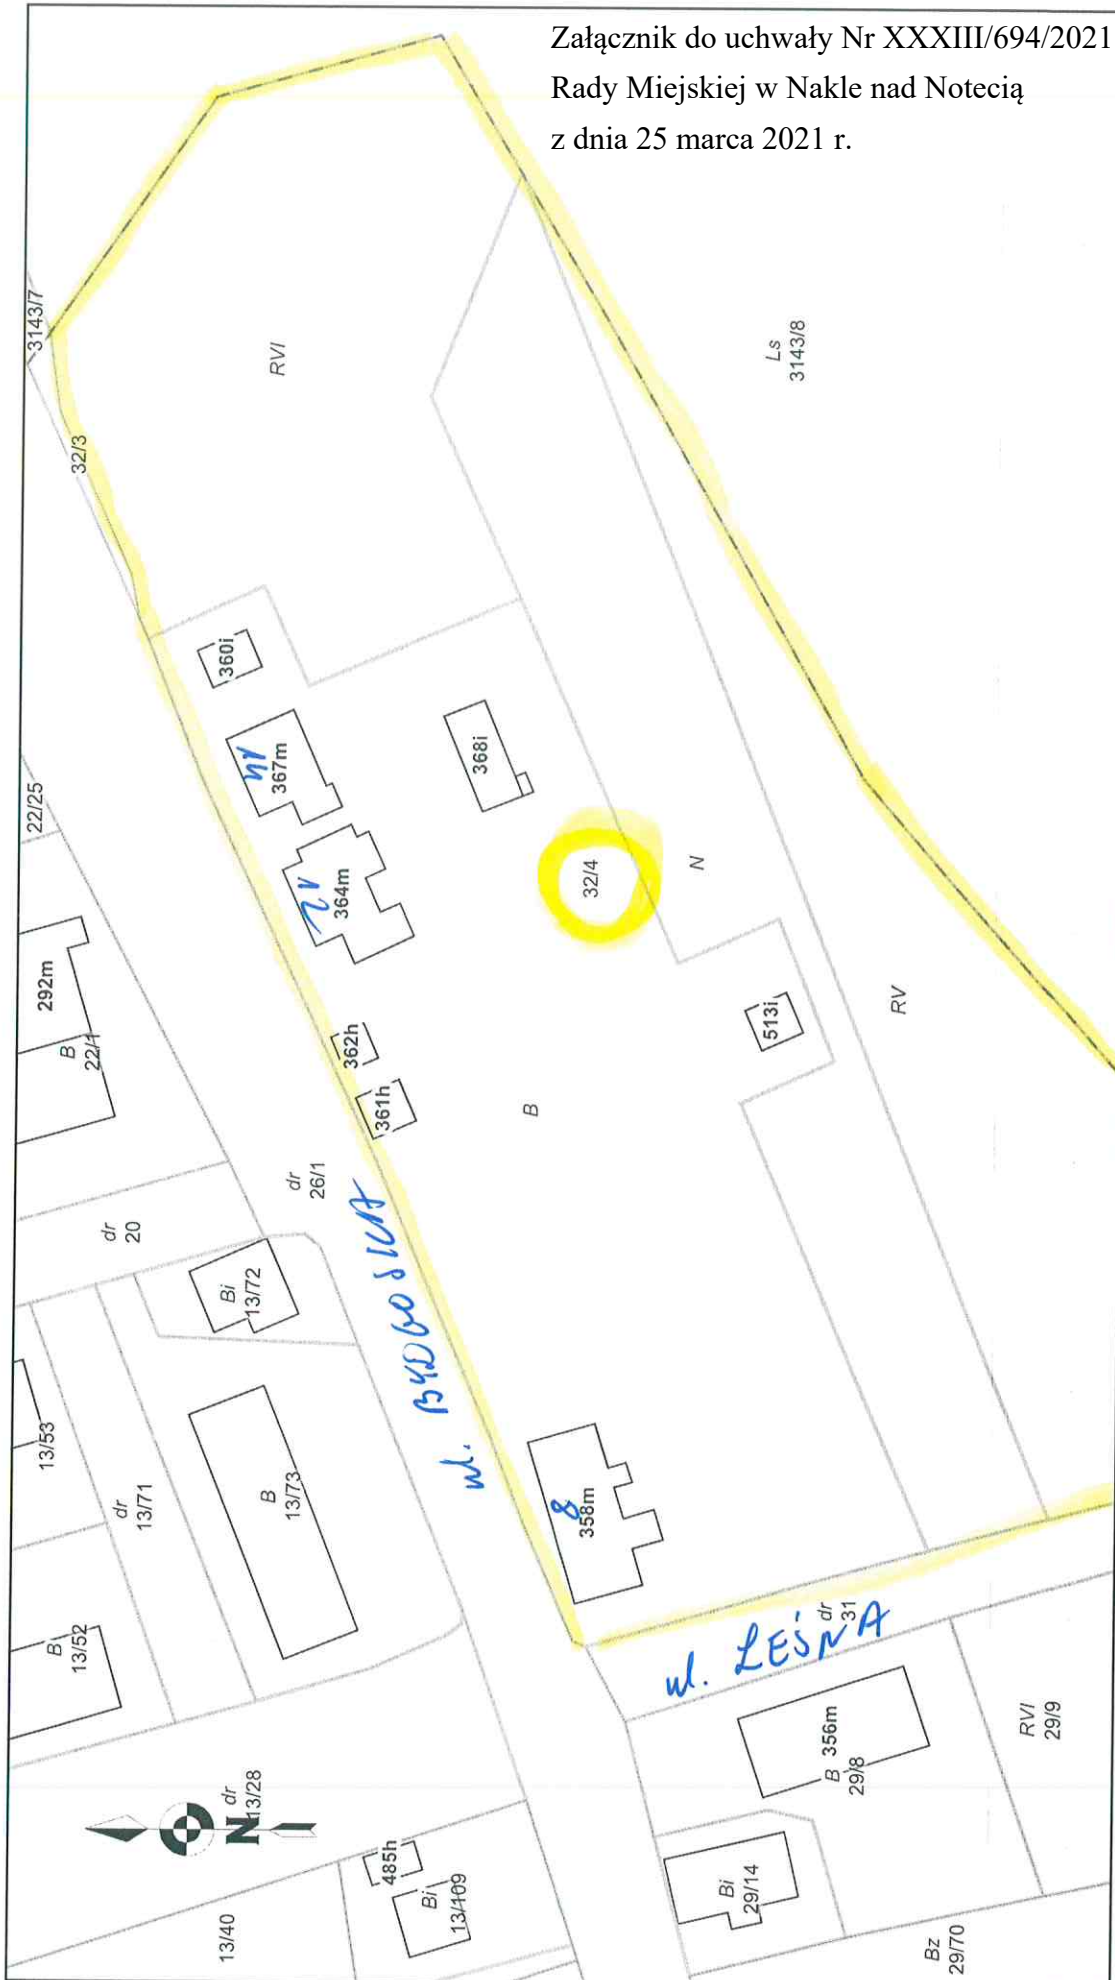 Załącznik do uchwały Nr XXXIII/694/2021
Rady Miejskiej w Nakle nad Notecią
z dnia 25 marca 2021 r.
3143/7
32/3
RVI
Ls
3143/8
360i
367m
368i
22/25
364m
32/4
N
292m
B
22/1
362h
361h
513i
RV
B
dr
26/1
dr
20
Bi
13/72
ul. BYDGOSKA
13/53
dr
13/71
B
13/73
8
358m
B
13/52
dr
31
ul. LEŚNA
356m
B
29/8
RVI
29/9
dr
13/28
N
485h
Bi
13/109
13/40
Bi
29/14
Bz
29/70